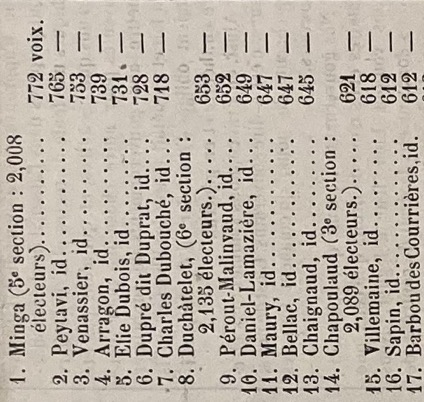 1. Minga (5e section : 2,008
électeurs)........... 772 voix.
2. Peytavi, id........... 765 —
3. Venassier, id........... 753 —
4. Arragon, id........... 739 —
5. Elie Dubois, id........... 731 —
6. Dupré dit Duprat, id.... 728 —
7. Charles Dubouché, id.... 718 —
8. Duchâtelet, (6e section :
2,135 électeurs,)..... 653 —
9. Pérout-Malinvaud, id.... 652 —
10. Daniel-Lamazière, id.... 649 —
11. Maury, id........... 647 —
12. Bellac, id........... 647 —
13. Chaignaud, id........... 645 —
14. Chapoulaud (3e section :
2,089 électeurs.)..... 621 —
15. Villemaine, id........... 618 —
16. Sapin, id........... 612 —
17. Barbou des Courrières, id. 612 —